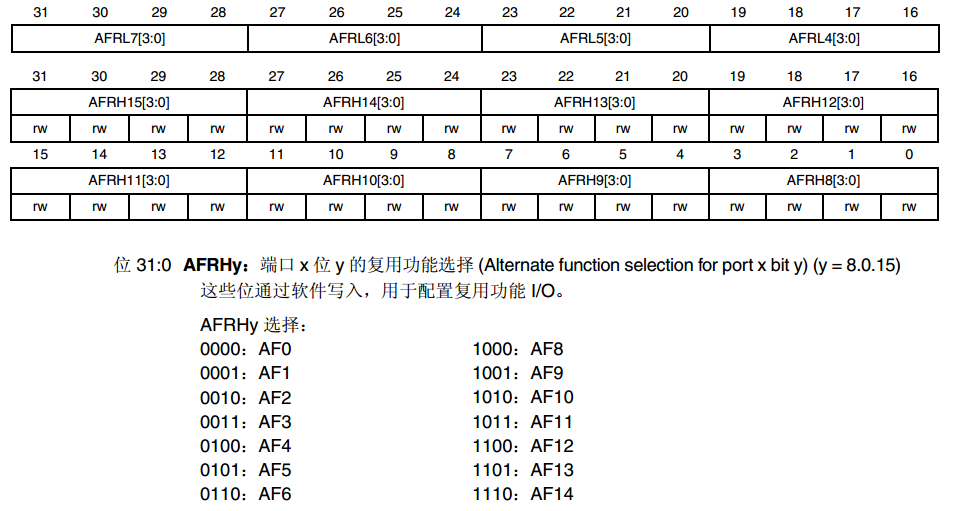 31 30 29 28 27 26 25 24 23 22 21 20 19 18 17 16
AFRL7[3:0] AFRL6[3:0] AFRL5[3:0] AFRL4[3:0]
31 30 29 28 27 26 25 24 23 22 21 20 19 18 17 16
AFRH15[3:0] AFRH14[3:0] AFRH13[3:0] AFRH12[3:0]
rw rw rw rw rw rw rw rw rw rw rw rw rw rw rw rw
15 14 13 12 11 10 9 8 7 6 5 4 3 2 1 0
AFRH11[3:0] AFRH10[3:0] AFRH9[3:0] AFRH8[3:0]
rw rw rw rw rw rw rw rw rw rw rw rw rw rw rw rw
位 31:0 AFRHy：端口 x 位 y 的复用功能选择 (Alternate function selection for port x bit y) (y = 8.0.15)
这些位通过软件写入，用于配置复用功能 I/O。
AFRHy 选择：
0000：AF0 1000：AF8
0001：AF1 1001：AF9
0010：AF2 1010：AF10
0011：AF3 1011：AF11
0100：AF4 1100：AF12
0101：AF5 1101：AF13
0110：AF6 1110：AF14